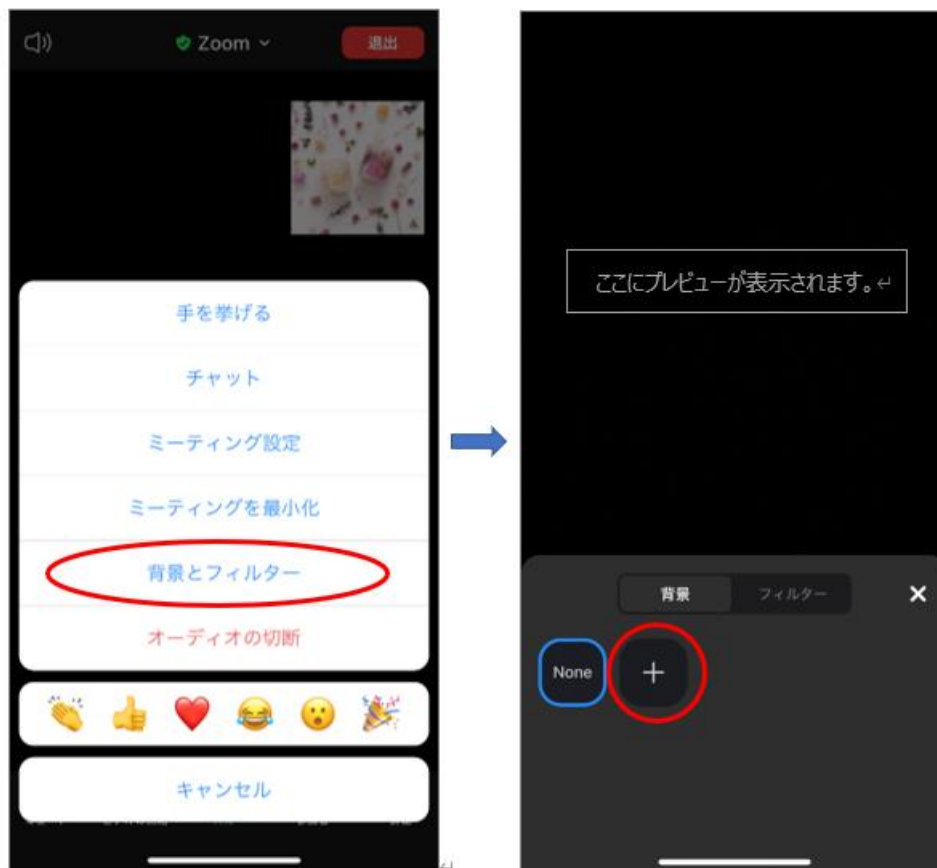 Zoom
退出
手を挙げる
チャット
ミーティング設定
ミーティングを最小化
背景とフィルター
オーディオの切断
キャンセル
ここにプレビューが表示されます。
背景 フィルター
None